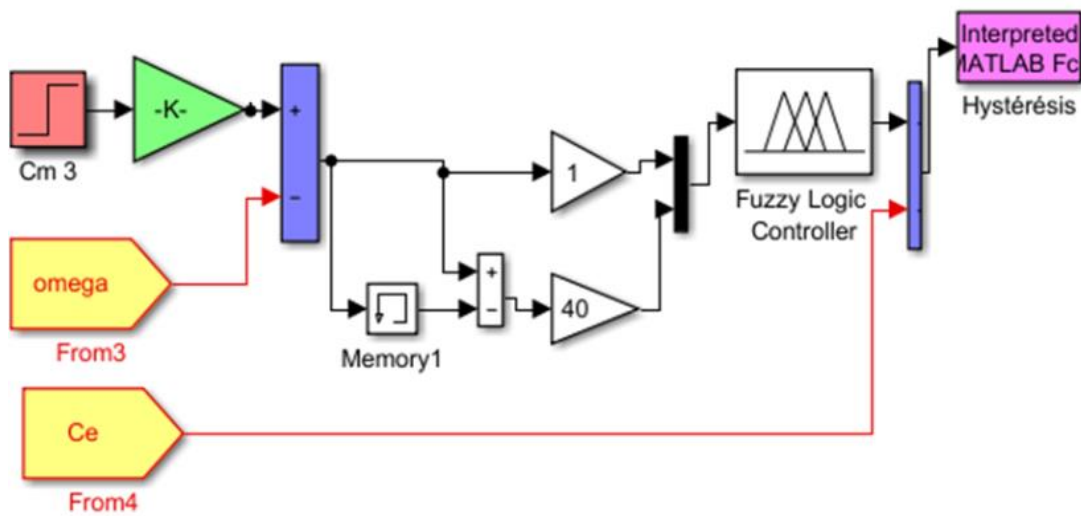 Interpreted
MATLAB Fc
Hystérésis
-K-
+
−
Cm 3
1
Fuzzy Logic
Controller
omega
From3
+
−
40
Memory1
Ce
From4